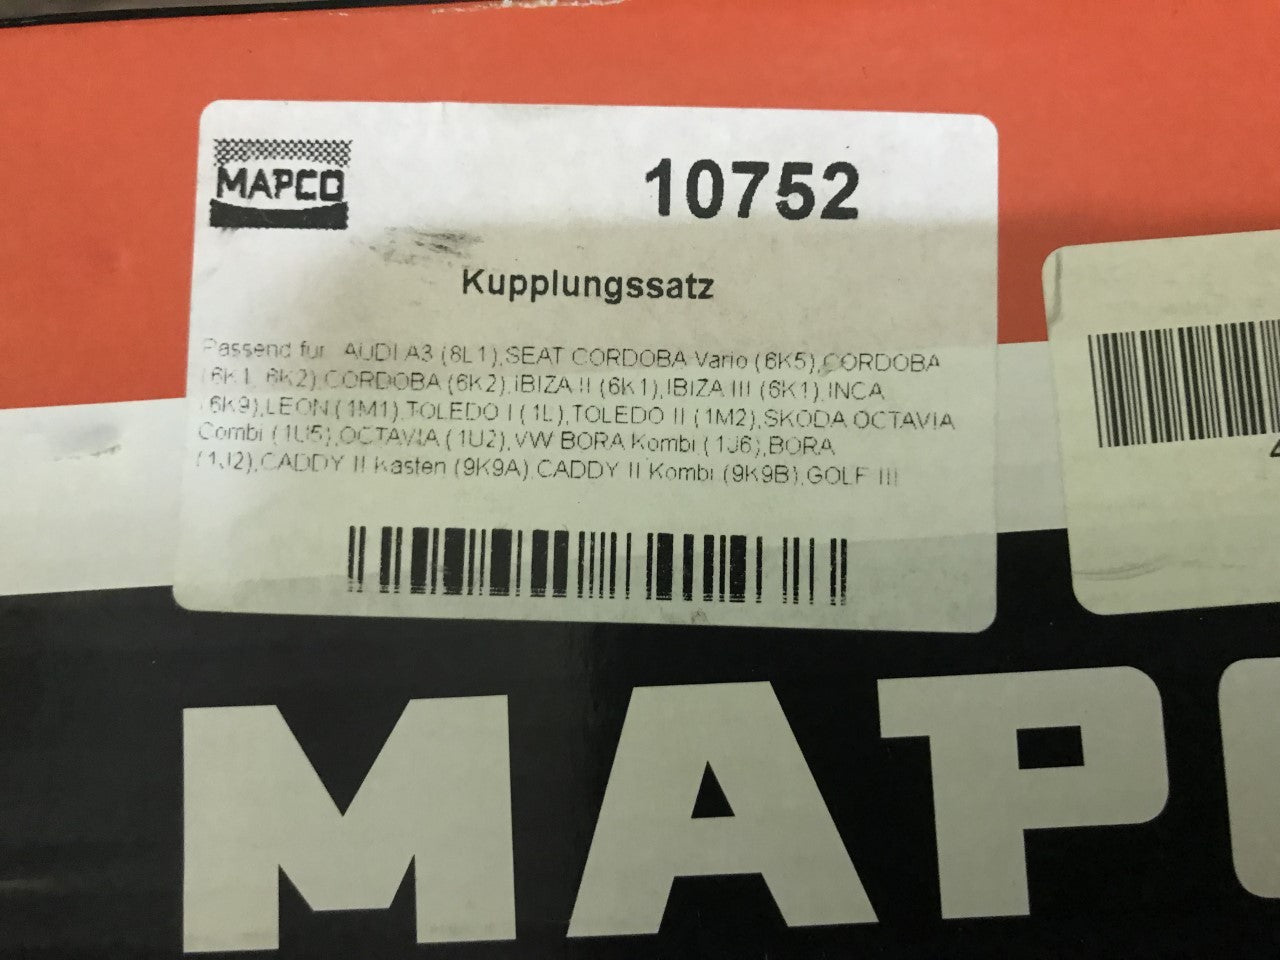 MAPCO
10752
Kupplungssatz
Passend für AUDI A3 (8L1),SEAT CORDOBA Vario (6K5),CORDOBA
(6K1, 6K2),CORDOBA (6K2),IBIZA II (6K1),IBIZA III (6K1),INCA
(6K9),LEON (1M1),TOLEDO I (1L),TOLEDO II (1M2),SKODA OCTAVIA
Combi (1U5),OCTAVIA (1U2),VW BORA Kombi (1J6),BORA
(1J2),CADDY II Kasten (9K9A),CADDY II Kombi (9K9B),GOLF III
4
MAPC